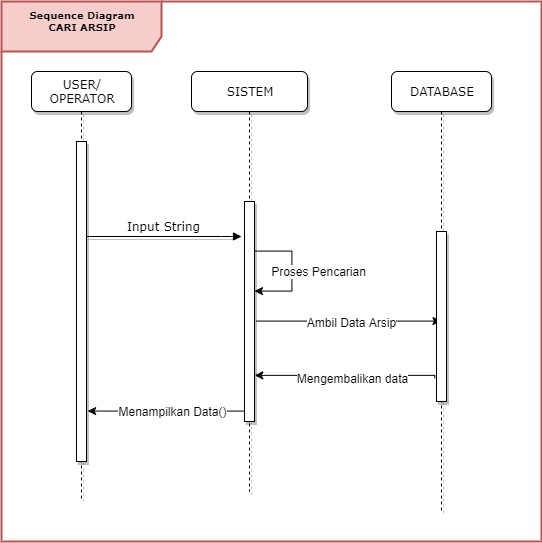 Sequence Diagram
CARI ARSIP
USER/
OPERATOR
SISTEM
DATABASE
Input String
Proses Pencarian
Ambil Data Arsip
Mengembalikan data
Menampilkan Data()